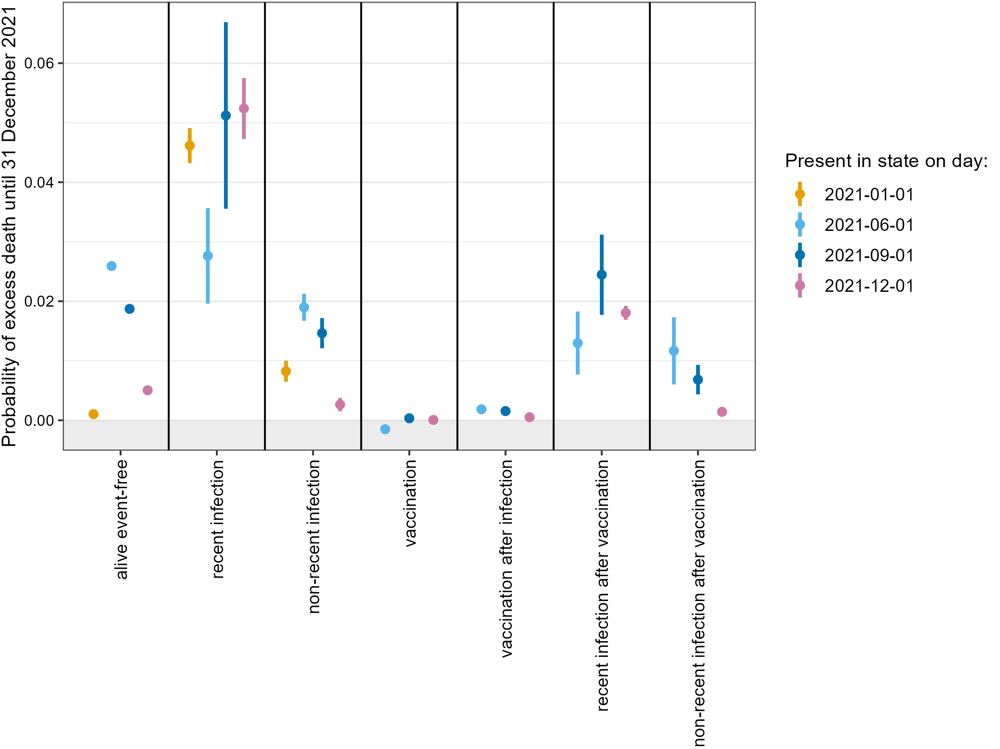 Probability of excess death until 31 December 2021
0.06
0.04
0.02
0.00
alive event-free
recent infection
non-recent infection
vaccination
vaccination after infection
recent infection after vaccination
non-recent infection after vaccination
Present in state on day:
2021-01-01
2021-06-01
2021-09-01
2021-12-01